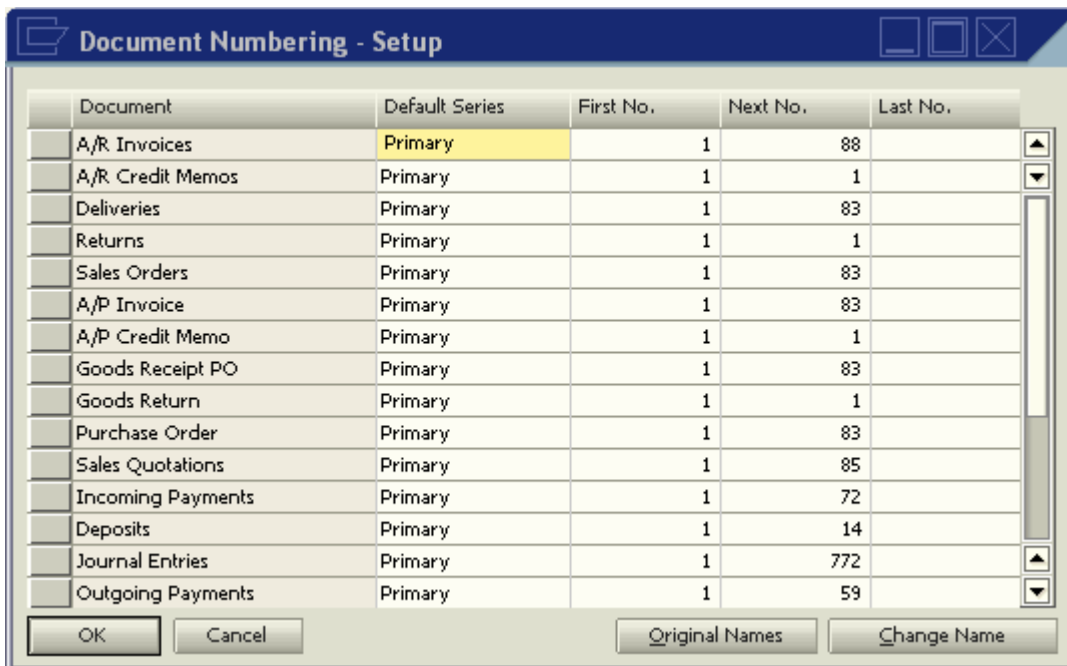 Document Numbering - Setup
Document Default Series First No. Next No. Last No.
A/R Invoices Primary 1 88
A/R Credit Memos Primary 1 1
Deliveries Primary 1 83
Returns Primary 1 1
Sales Orders Primary 1 83
A/P Invoice Primary 1 83
A/P Credit Memo Primary 1 1
Goods Receipt PO Primary 1 83
Goods Return Primary 1 1
Purchase Order Primary 1 83
Sales Quotations Primary 1 85
Incoming Payments Primary 1 72
Deposits Primary 1 14
Journal Entries Primary 1 772
Outgoing Payments Primary 1 59
OK Cancel Original Names Change Name